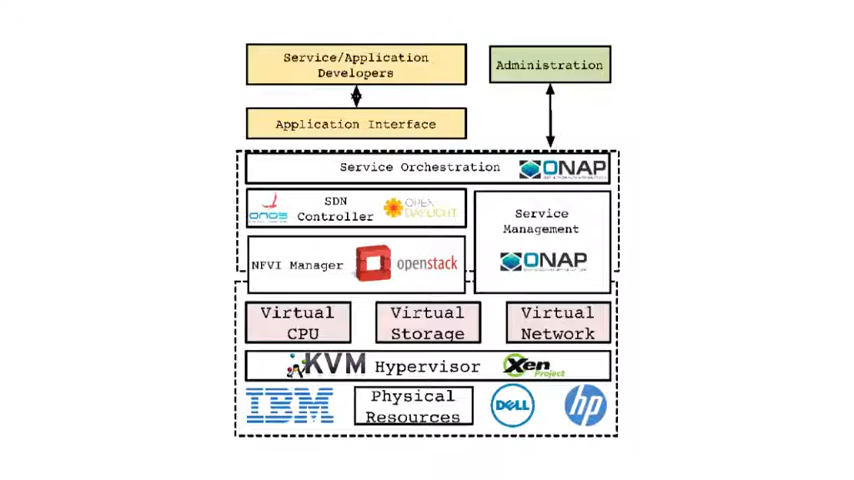 Service/Application
Developers
Administration
Application Interface
Service Orchestration
ONAP
SDN
Controller
ONOS
OPEN
DAYLIGHT
Service
Management
ONAP
NFVI Manager
openstack
Virtual
CPU
Virtual
Storage
Virtual
Network
KVM
Hypervisor
Xen
Project
IBM
Physical
Resources
DELL
hp